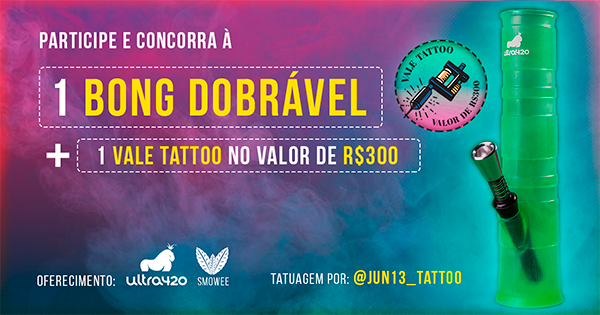 PARTICIPE E CONCORRA À
1 BONG DOBRÁVEL
+ 1 VALE TATTOO NO VALOR DE R$300
VALE TATTOO
VALOR DE R$300
ultra420
OFERECIMENTO: ultra420 SMOWEE
TATUAGEM POR: @JUN13_TATTOO